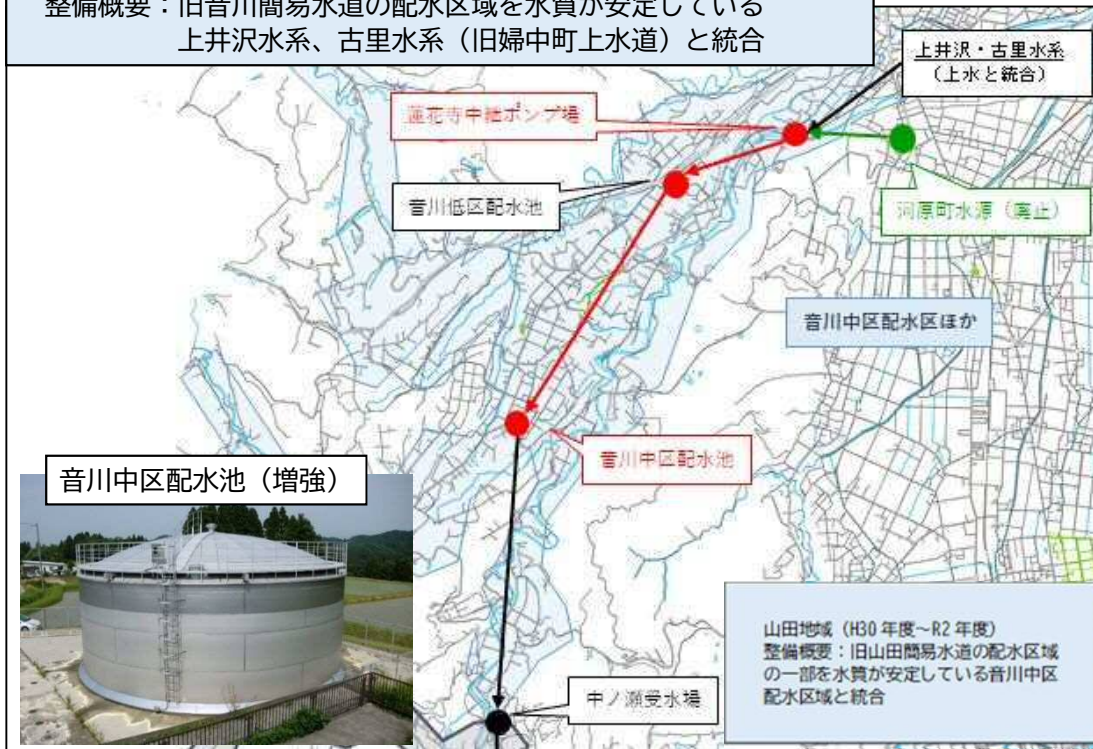 整備概要：旧音川簡易水道の配水区域を水質が安定している
上井沢水系、古里水系（旧婦中町上水道）と統合
上井沢・古里水系
（上水と統合）
蓮花寺中継ポンプ場
音川低区配水池
河原町水源（廃止）
音川中区配水区ほか
音川中区配水池
音川中区配水池（増強）
中ノ瀬受水場
山田地域（H30 年度～R2 年度）
整備概要：旧山田簡易水道の配水区域
の一部を水質が安定している音川中区
配水区域と統合